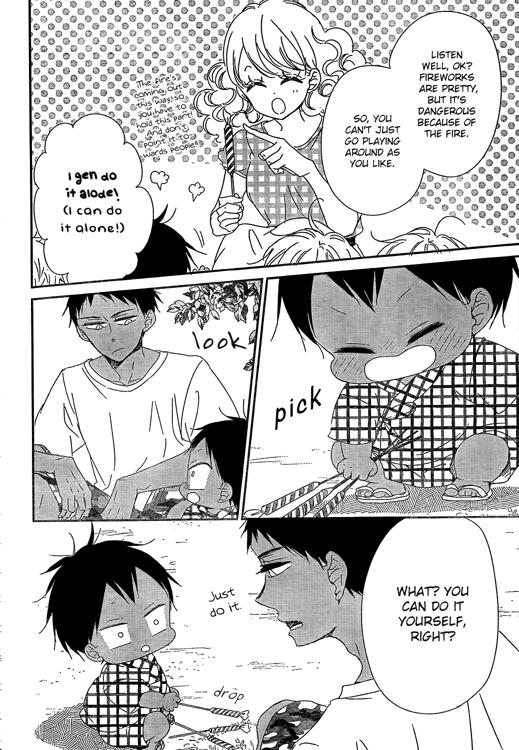 LISTEN
WELL, OK?
FIREWORKS
ARE PRETTY,
BUT IT'S
DANGEROUS
BECAUSE OF
THE FIRE.
SO, YOU
CAN'T JUST
GO PLAYING
AROUND AS
YOU LIKE.
The fire's
coming out
this way, so
you have to
hold this part!
And don't
point it to-
wards people!!
I gen do
it alode!
(I can do
it alone!)
pick
look
WHAT? YOU
CAN DO IT
YOURSELF,
RIGHT?
Just
do it.
drop